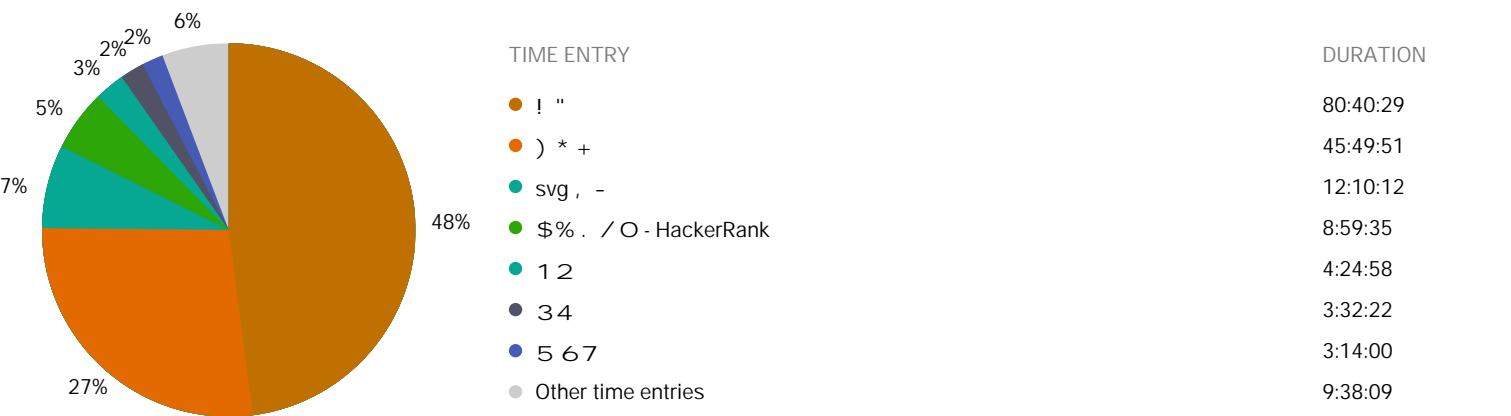 6%
2%
2%
3%
5%
7%
48%
27%
TIME ENTRY DURATION
! " 80:40:29
) * + 45:49:51
svg , - 12:10:12
$% . / O - HackerRank 8:59:35
1 2 4:24:58
3 4 3:32:22
5 6 7 3:14:00
Other time entries 9:38:09